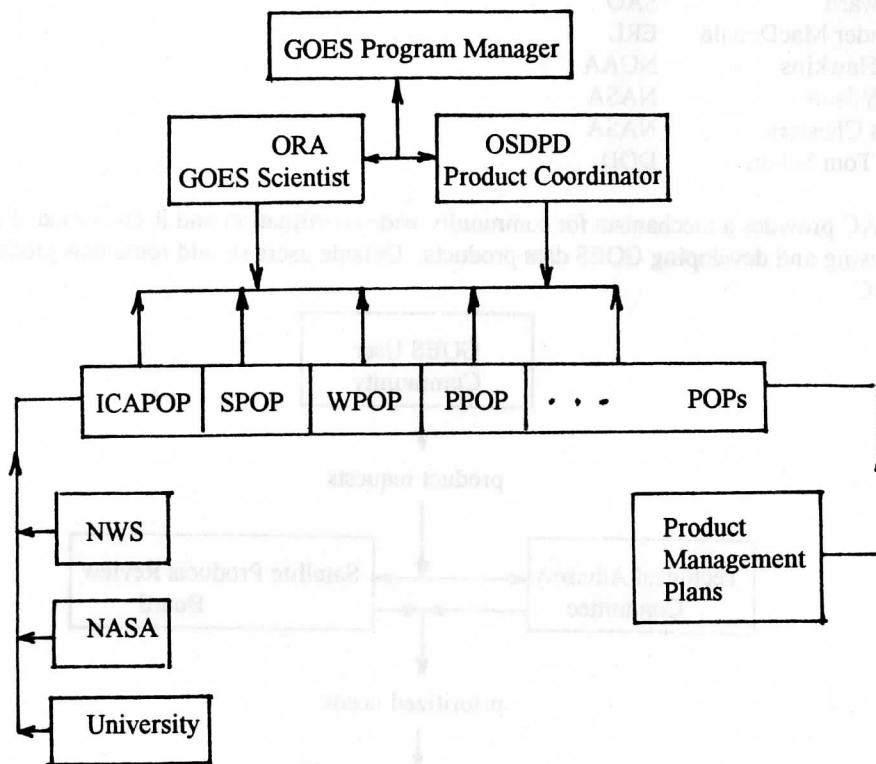 GOES Program Manager
ORA
GOES Scientist
OSDPD
Product Coordinator
ICAPOP SPOP WPOP PPOP . . . POPs
NWS
NASA
University
Product
Management
Plans